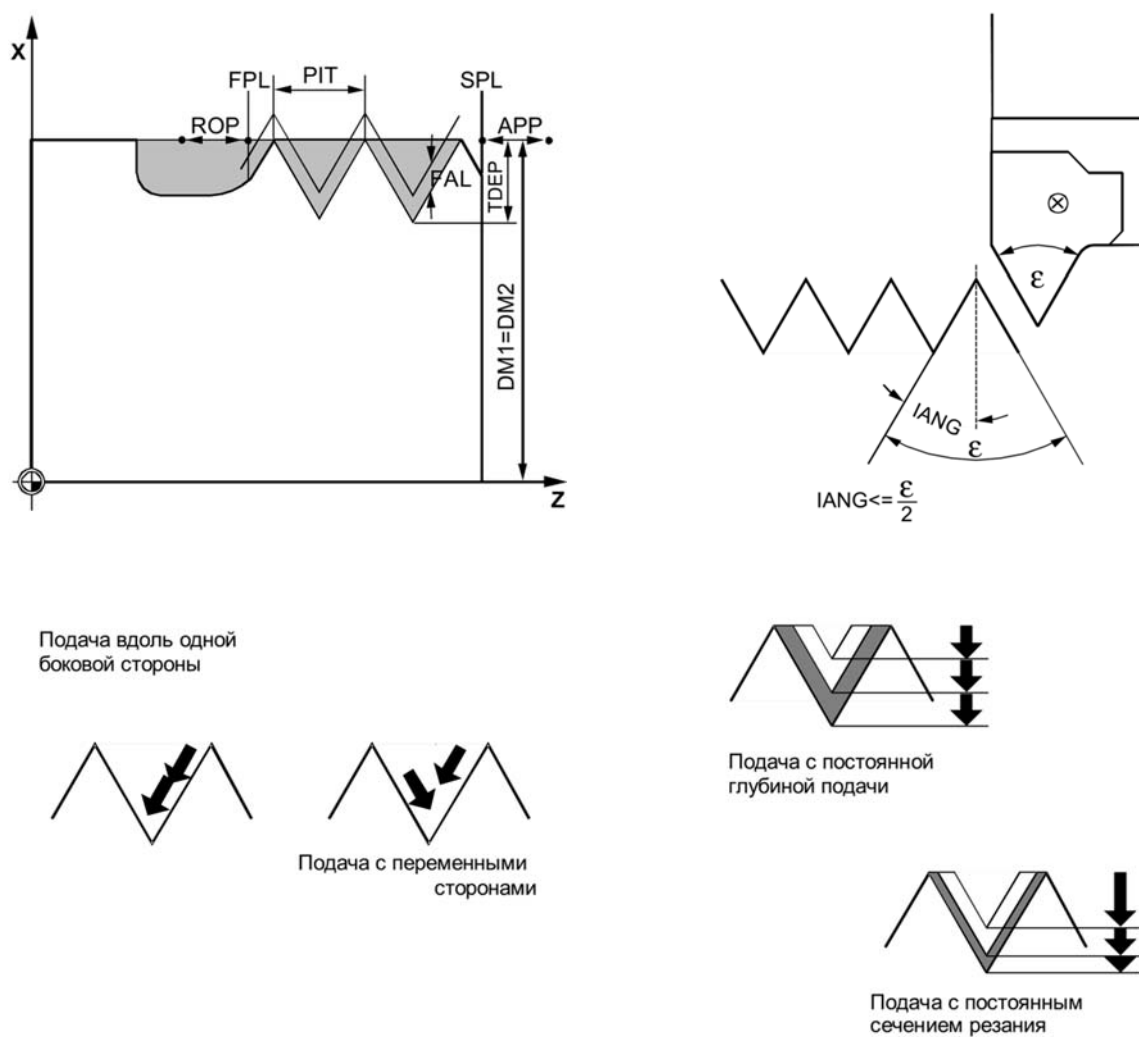 X
FPL
PIT
SPL
ROP
APP
FAL
TDEP
DM1=DM2
Z
ε
IANG
ε
IANG<=ε/2
Подача вдоль одной
боковой стороны
Подача с переменными
сторонами
Подача с постоянной
глубиной подачи
Подача с постоянным
сечением резания